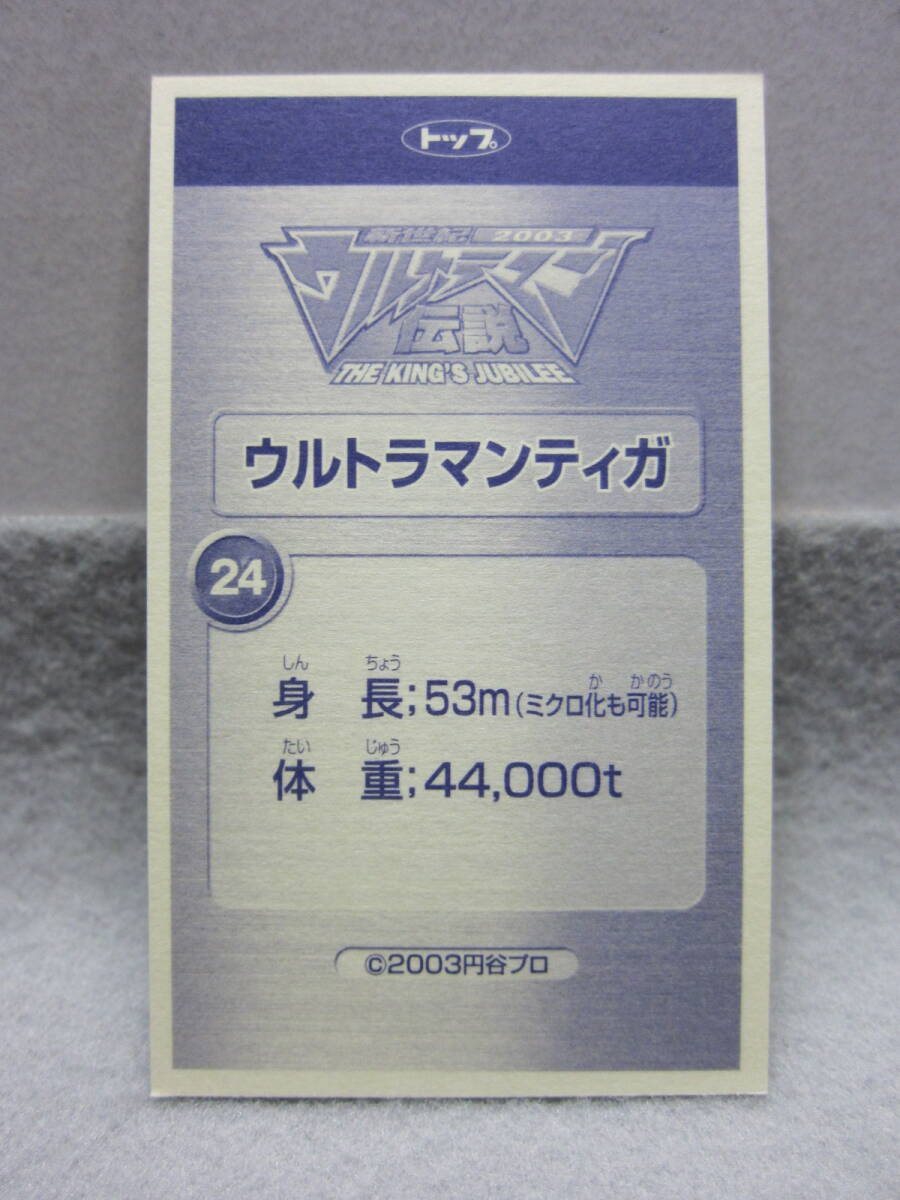 トップ。
新世紀 2003
ウルトラマン
伝説
THE KING'S JUBILEE
ウルトラマンティガ
24
しん ちょう か かのう
身 長;53m(ミクロ化も可能)
たい じゅう
体 重;44,000t
©2003円谷プロ